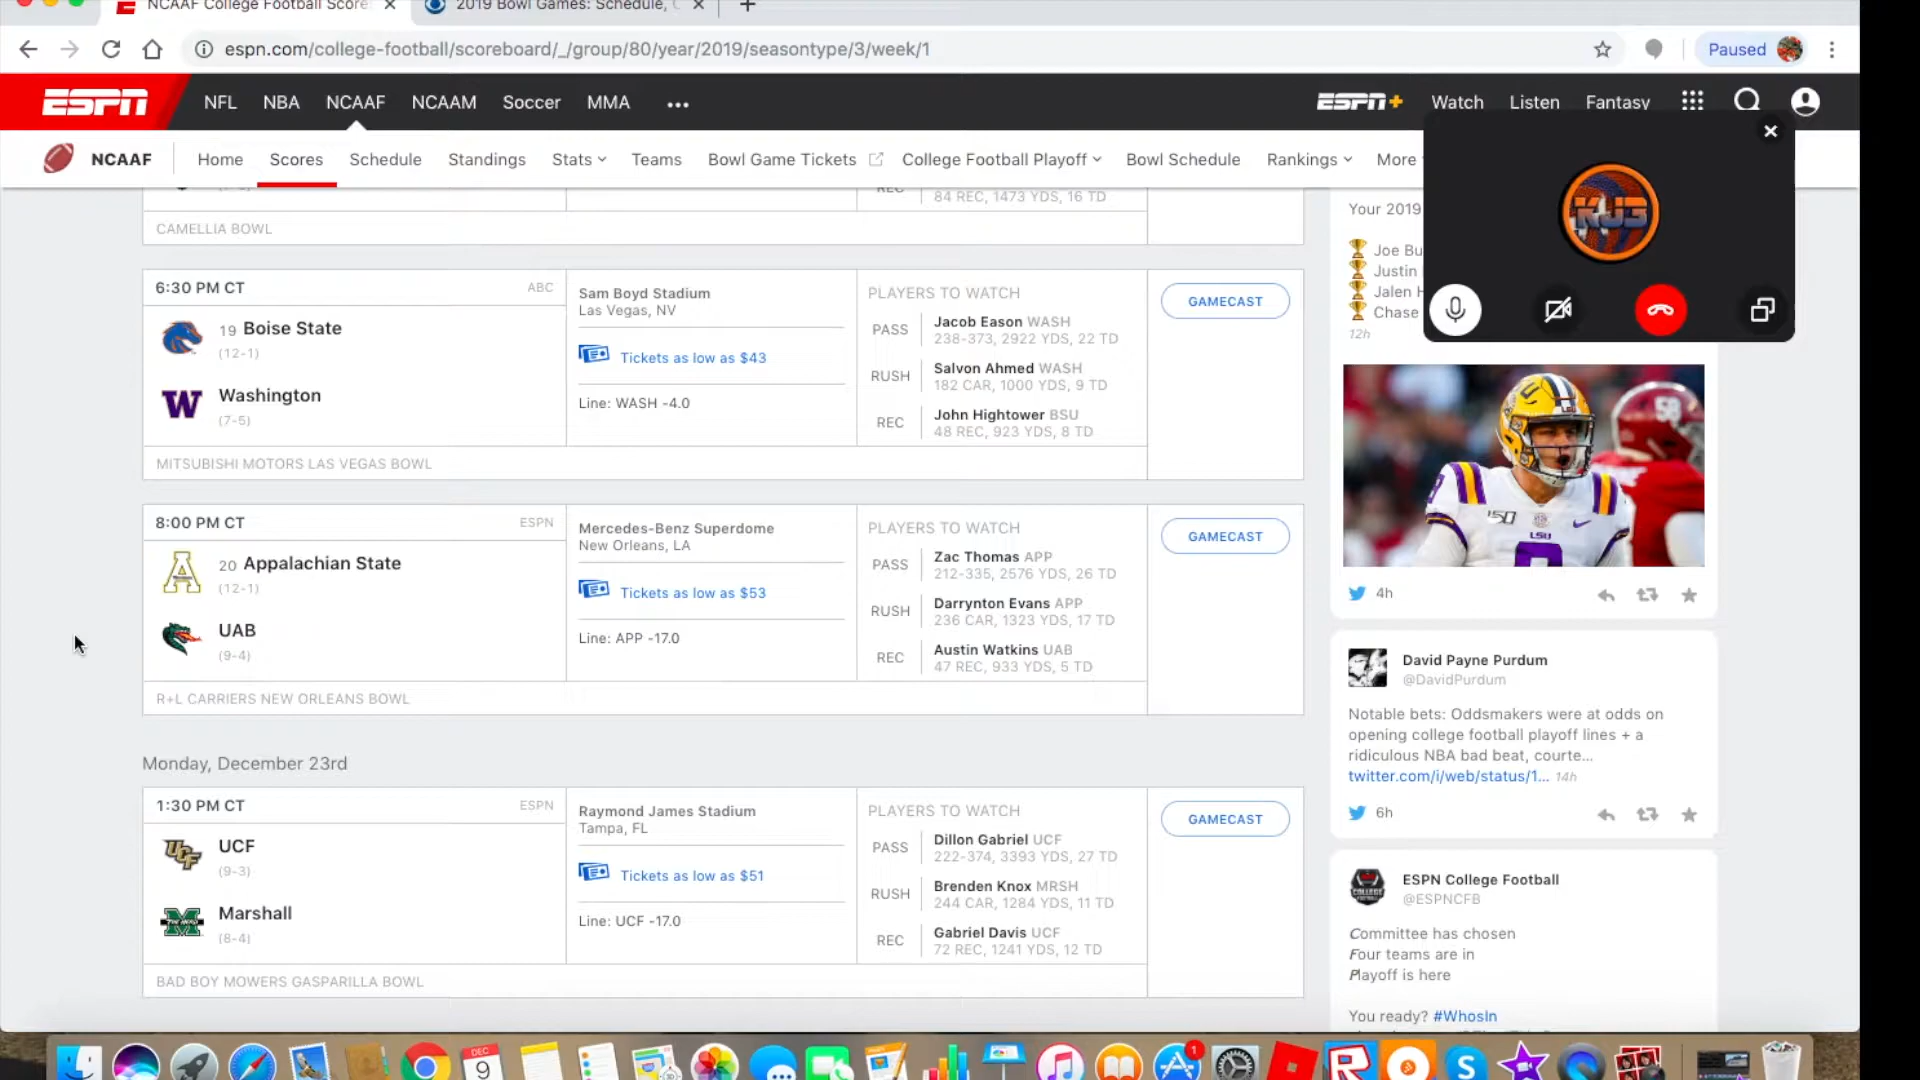 NCAAF College Football Score
2019 Bowl Games: Schedule,
espn.com/college-football/scoreboard/_/group/80/year/2019/seasontype/3/week/1
Paused
ESPN
NFL NBA NCAAF NCAAM Soccer MMA
ESPN+ Watch Listen Fantasy
NCAAF Home Scores Schedule Standings Stats Teams Bowl Game Tickets College Football Playoff Bowl Schedule Rankings More
REC 84 REC, 1473 YDS, 16 TD
CAMELLIA BOWL
6:30 PM CT ABC
19 Boise State
(12-1)
Washington
(7-5)
Sam Boyd Stadium
Las Vegas, NV
Tickets as low as $43
Line: WASH -4.0
PLAYERS TO WATCH
PASS Jacob Eason WASH
238-373, 2922 YDS, 22 TD
RUSH Salvon Ahmed WASH
182 CAR, 1000 YDS, 9 TD
REC John Hightower BSU
48 REC, 923 YDS, 8 TD
GAMECAST
MITSUBISHI MOTORS LAS VEGAS BOWL
8:00 PM CT ESPN
20 Appalachian State
(12-1)
UAB
(9-4)
Mercedes-Benz Superdome
New Orleans, LA
Tickets as low as $53
Line: APP -17.0
PLAYERS TO WATCH
PASS Zac Thomas APP
212-335, 2576 YDS, 26 TD
RUSH Darrynton Evans APP
236 CAR, 1323 YDS, 17 TD
REC Austin Watkins UAB
47 REC, 933 YDS, 5 TD
GAMECAST
R+L CARRIERS NEW ORLEANS BOWL
Monday, December 23rd
1:30 PM CT ESPN
UCF
(9-3)
Marshall
(8-4)
Raymond James Stadium
Tampa, FL
Tickets as low as $51
Line: UCF -17.0
PLAYERS TO WATCH
PASS Dillon Gabriel UCF
222-374, 3393 YDS, 27 TD
RUSH Brenden Knox MRSH
244 CAR, 1284 YDS, 11 TD
REC Gabriel Davis UCF
72 REC, 1241 YDS, 12 TD
GAMECAST
BAD BOY MOWERS GASPARILLA BOWL
KJ3
Your 2019
Joe Bu
Justin
Jalen H
Chase
12h
58
150
LSU
4h
David Payne Purdum
@DavidPurdum
Notable bets: Oddsmakers were at odds on
opening college football playoff lines + a
ridiculous NBA bad beat, courte...
twitter.com/i/web/status/1... 14h
6h
ESPN College Football
@ESPNCFB
Committee has chosen
Four teams are in
Playoff is here
You ready? #WhosIn
DEC
9
1